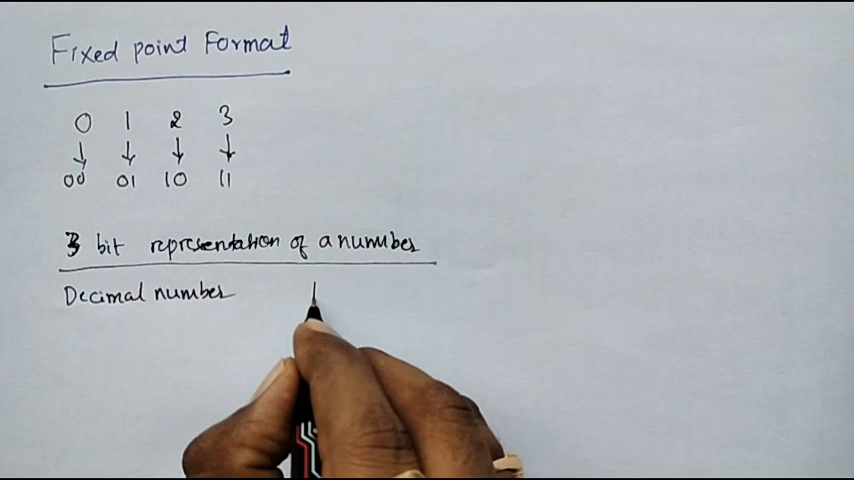 Fixed point Format
0 1 2 3
↓ ↓ ↓ ↓
00 01 10 11
3 bit representation of a number
Decimal number